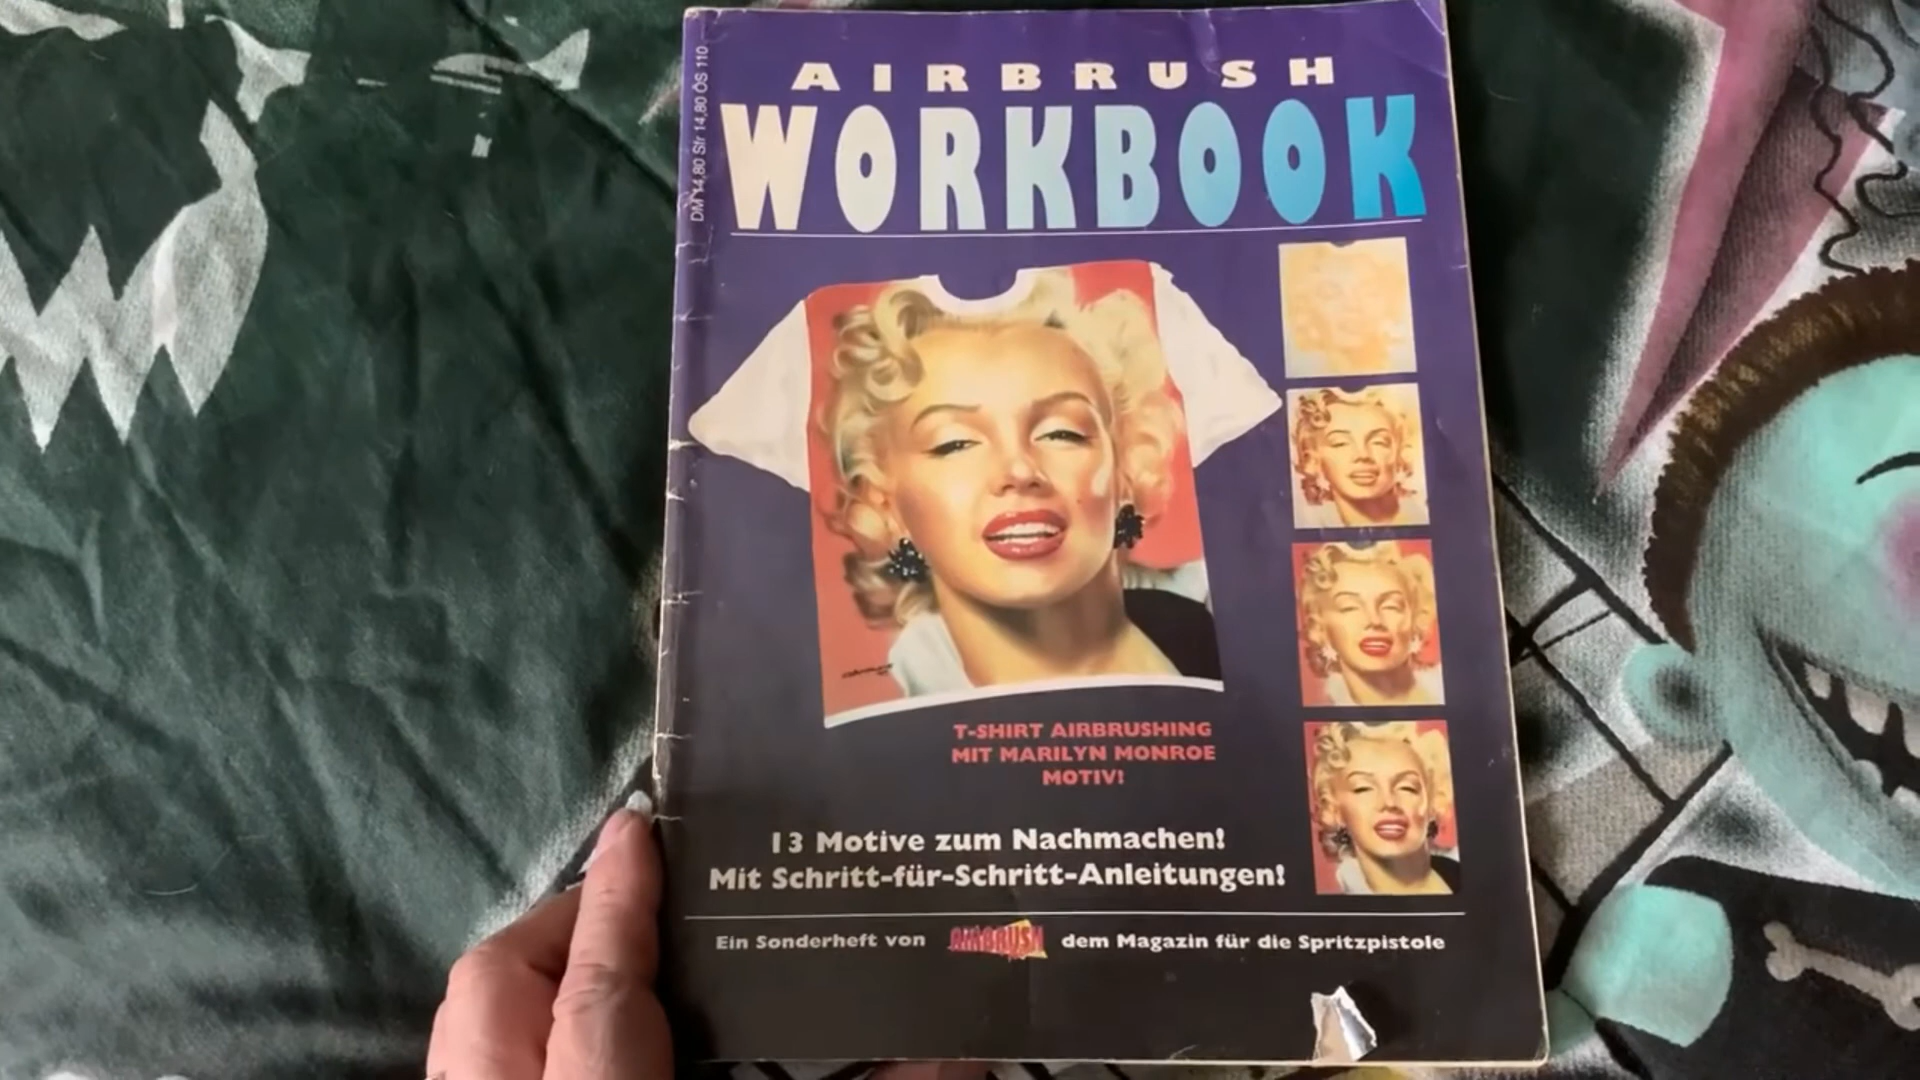 DM 14,80 Sfr 14,80 ÖS 110
AIRBRUSH
WORKBOOK
T-SHIRT AIRBRUSHING
MIT MARILYN MONROE
MOTIV!
13 Motive zum Nachmachen!
Mit Schritt-für-Schritt-Anleitungen!
Ein Sonderheft von AIRBRUSH dem Magazin für die Spritzpistole